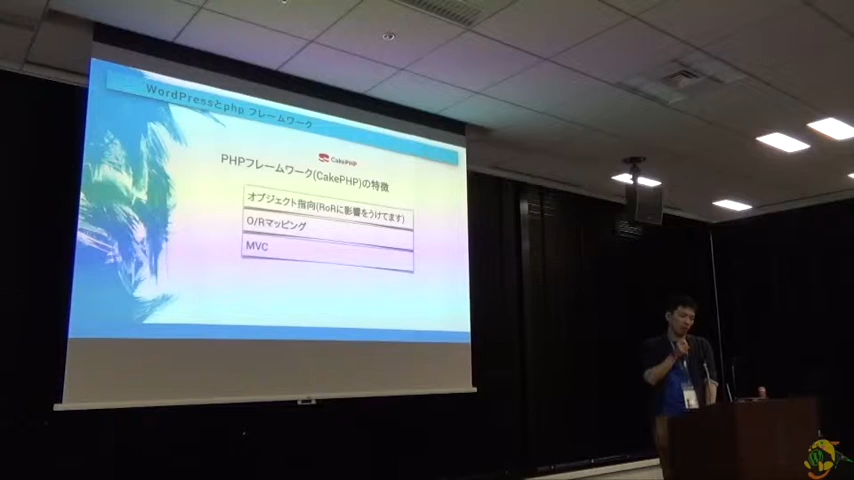 WordPressとphp フレームワーク
CakePHP
PHPフレームワーク(CakePHP)の特徴
オブジェクト指向(RoRに影響をうけてます)
O/Rマッピング
MVC